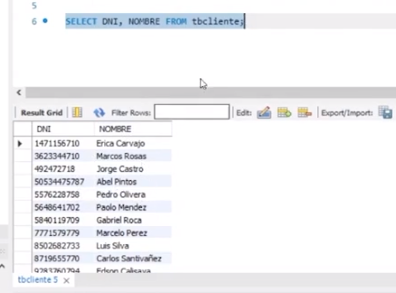 5
6 SELECT DNI, NOMBRE FROM tbcliente;
Result Grid Filter Rows: Edit: Export/Import:
DNI NOMBRE
1471156710 Erica Carvajo
3623344710 Marcos Rosas
492472718 Jorge Castro
50534475787 Abel Pintos
5576228758 Pedro Olivera
5648641702 Paolo Mendez
5840119709 Gabriel Roca
7771579779 Marcelo Perez
8502682733 Luis Silva
8719655770 Carlos Santivañez
9283760794 Edson Calisaya
tbcliente 5